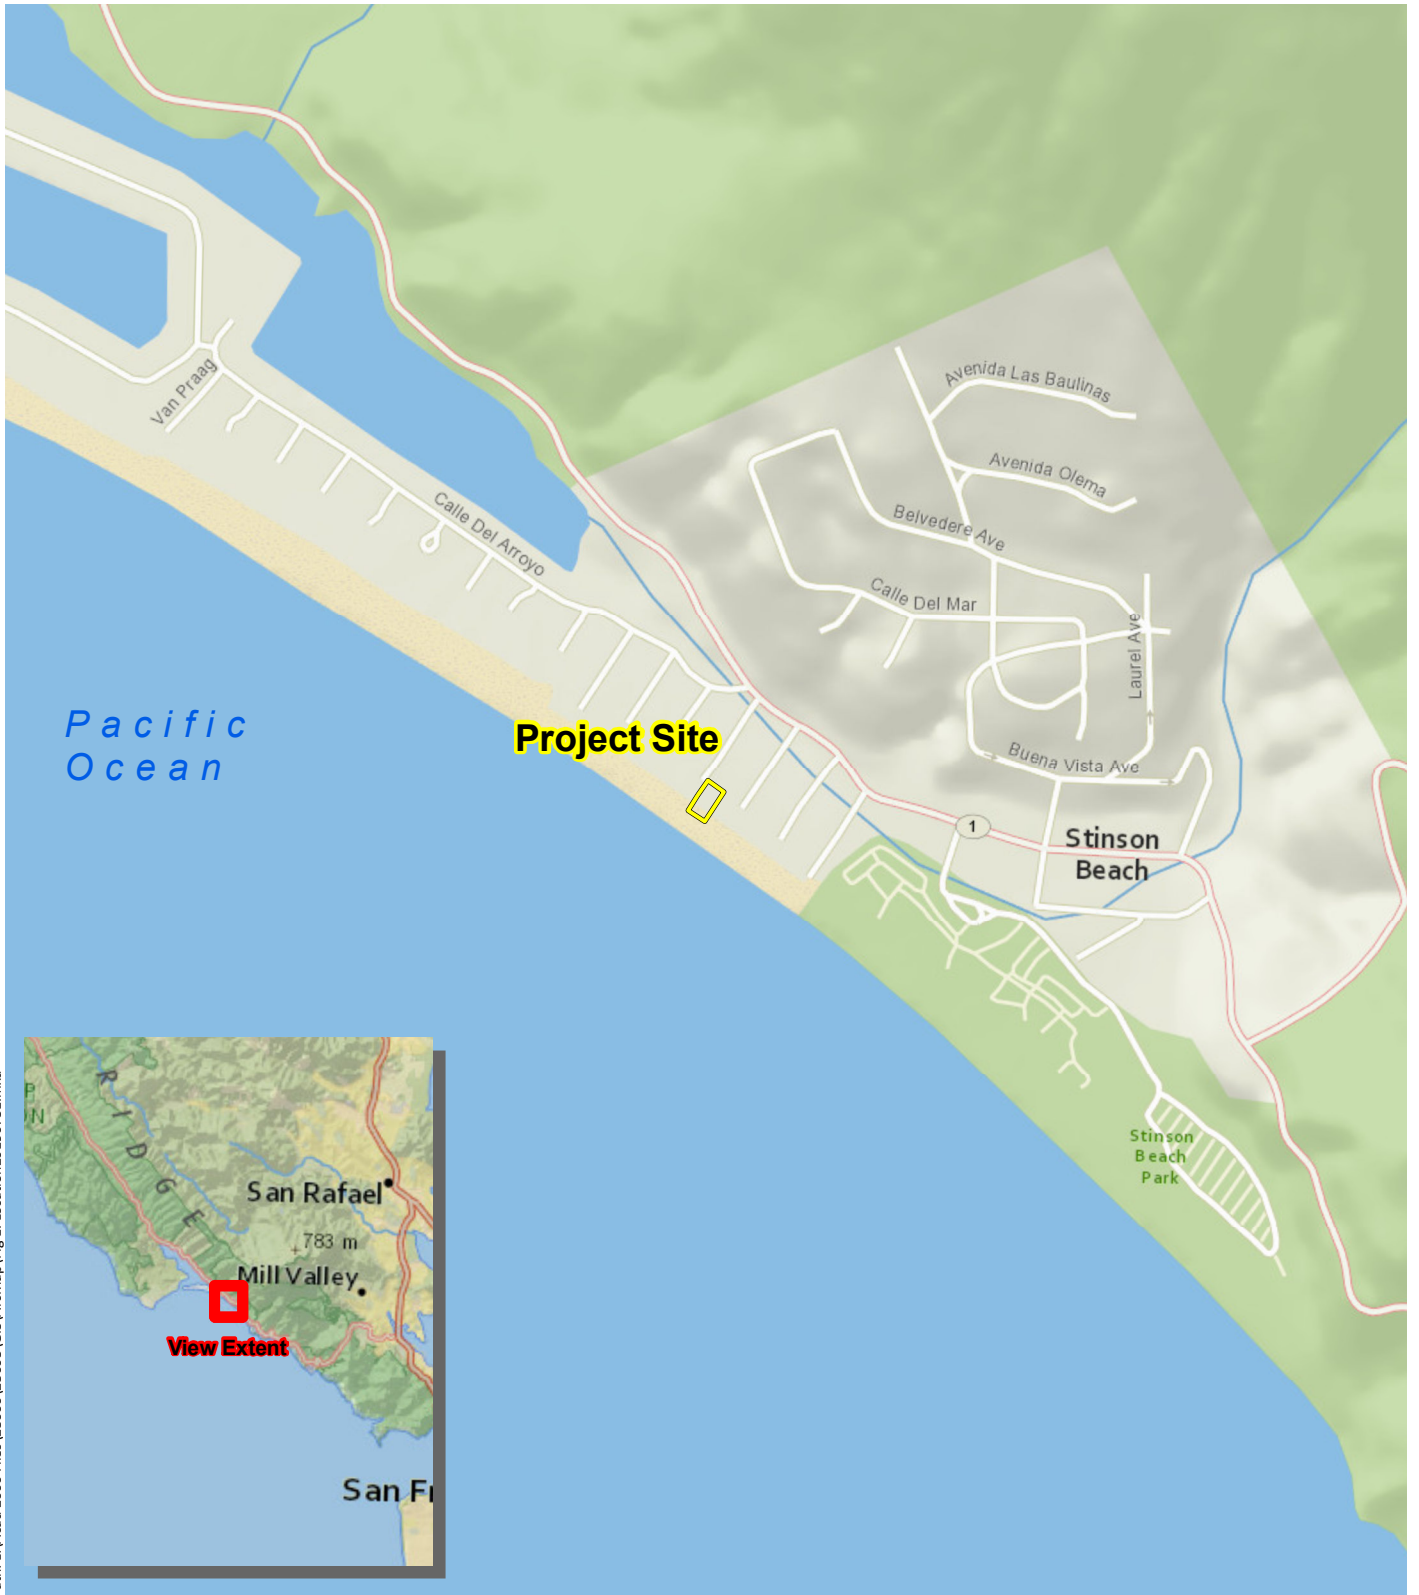 Avenida Las Baulinas
Van Praag
Avenida Olema
Calle Del Arroyo
Belvedere Ave
Calle Del Mar
Laurel Ave
Pacific
Ocean
Project Site
Buena Vista Ave
1
Stinson
Beach
Stinson
Beach
Park
RIDGE
P
N
San Rafael
783 m
Mill Valley
View Extent
San Fr